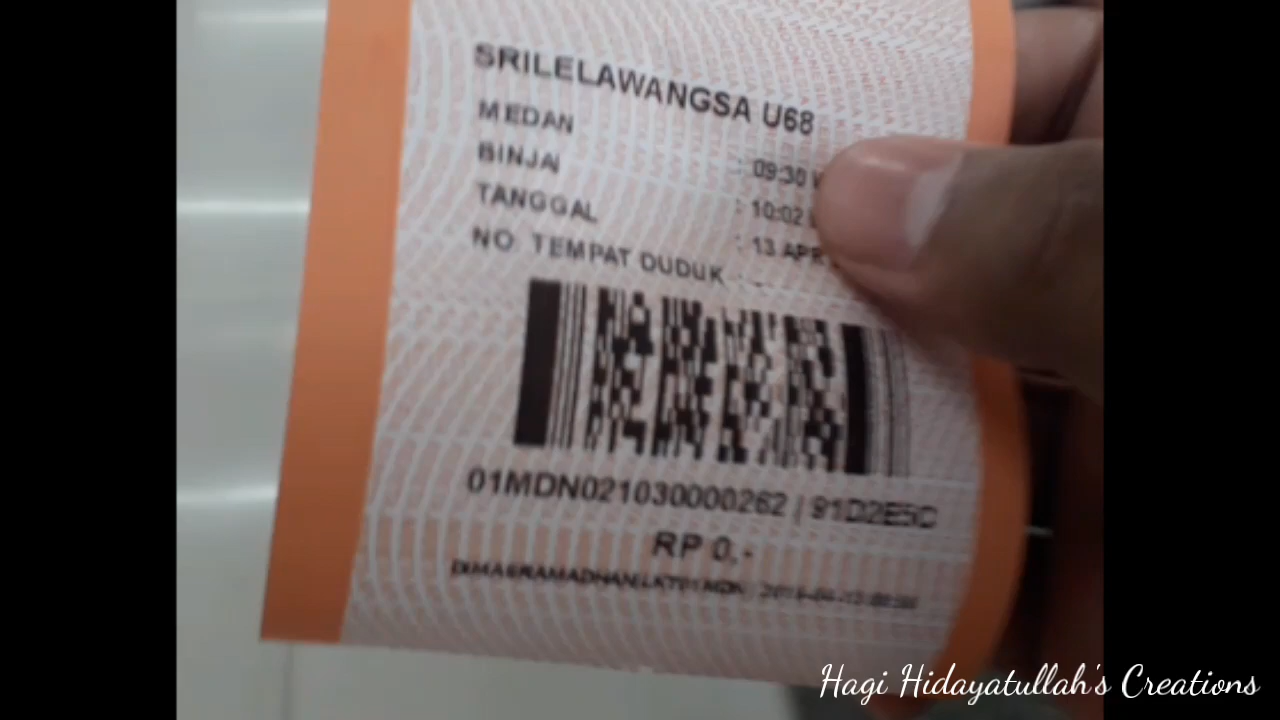 SRILELAWANGSA U68
MEDAN : 09:30
BINJAI : 10:02
TANGGAL : 13 APR
NO TEMPAT DUDUK : -
01MDN021030000262 | 91D2E5C
RP 0,-
Hagi Hidayatullah's Creations